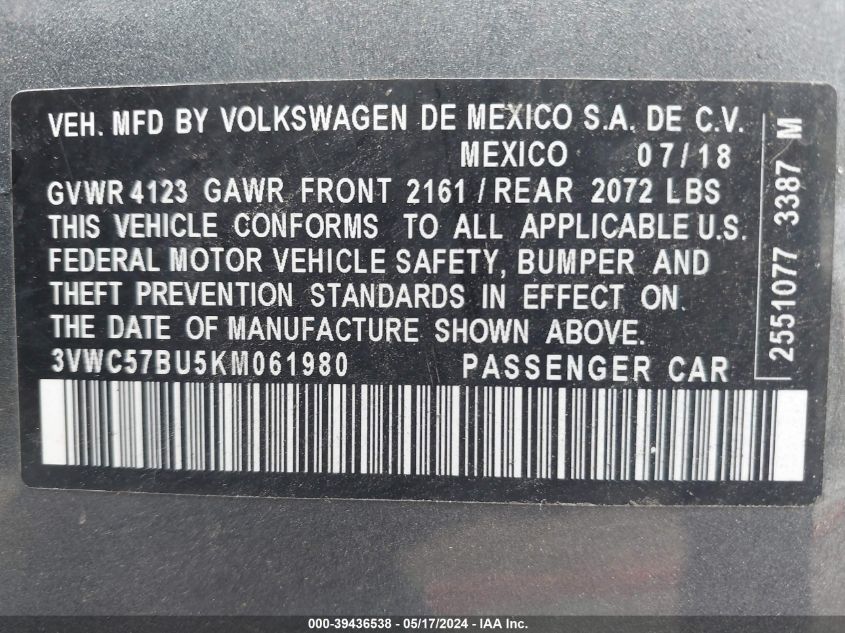 VEH. MFD BY VOLKSWAGEN DE MEXICO S.A. DE C.V.
MEXICO 07/18
GVWR 4123 GAWR FRONT 2161 / REAR 2072 LBS
THIS VEHICLE CONFORMS TO ALL APPLICABLE U.S.
FEDERAL MOTOR VEHICLE SAFETY, BUMPER AND
THEFT PREVENTION STANDARDS IN EFFECT ON
THE DATE OF MANUFACTURE SHOWN ABOVE.
3VWC57BU5KM061980 PASSENGER CAR
2551077 3387 M
000-39436538 - 05/17/2024 - IAA Inc.